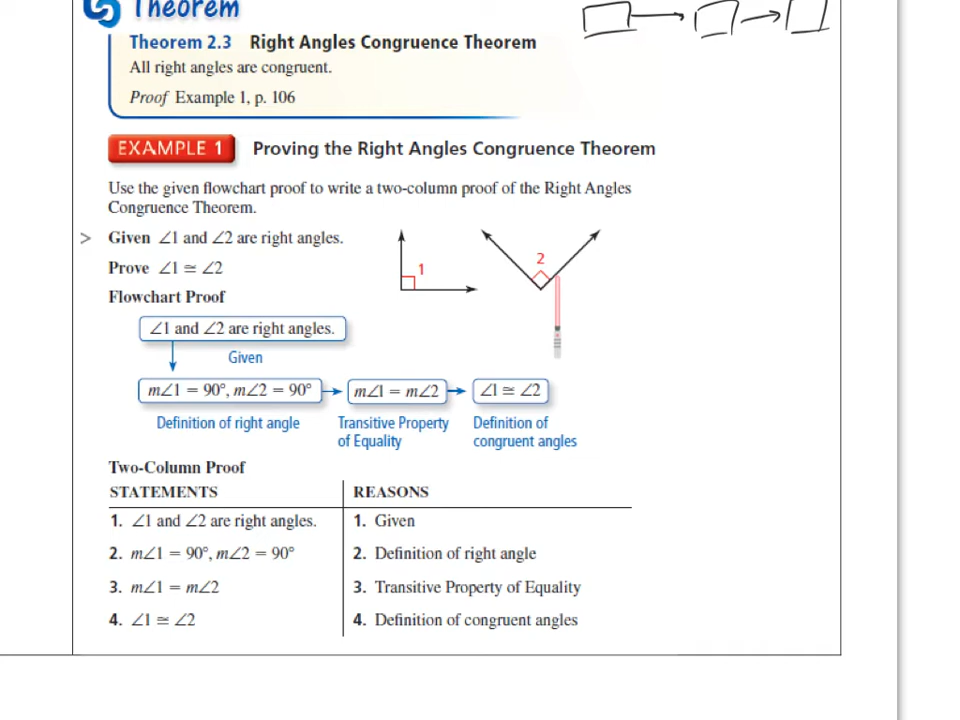 Theorem
Theorem 2.3 Right Angles Congruence Theorem
All right angles are congruent.
Proof Example 1, p. 106
EXAMPLE 1 Proving the Right Angles Congruence Theorem
Use the given flowchart proof to write a two-column proof of the Right Angles
Congruence Theorem.
> Given ∠1 and ∠2 are right angles.
Prove ∠1 ≅ ∠2
1
2
Flowchart Proof
∠1 and ∠2 are right angles.
Given
m∠1 = 90°, m∠2 = 90°
m∠1 = m∠2
∠1 ≅ ∠2
Definition of right angle
Transitive Property
of Equality
Definition of
congruent angles
Two-Column Proof
STATEMENTS REASONS
1. ∠1 and ∠2 are right angles. 1. Given
2. m∠1 = 90°, m∠2 = 90° 2. Definition of right angle
3. m∠1 = m∠2 3. Transitive Property of Equality
4. ∠1 ≅ ∠2 4. Definition of congruent angles